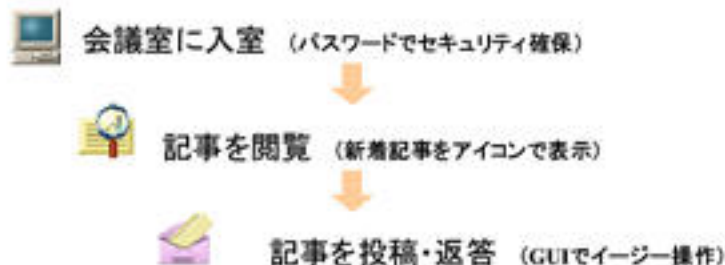 会議室に入室 (パスワードでセキュリティ確保)
記事を閲覧 (新着記事をアイコンで表示)
記事を投稿・返答 (GUIでイージー操作)